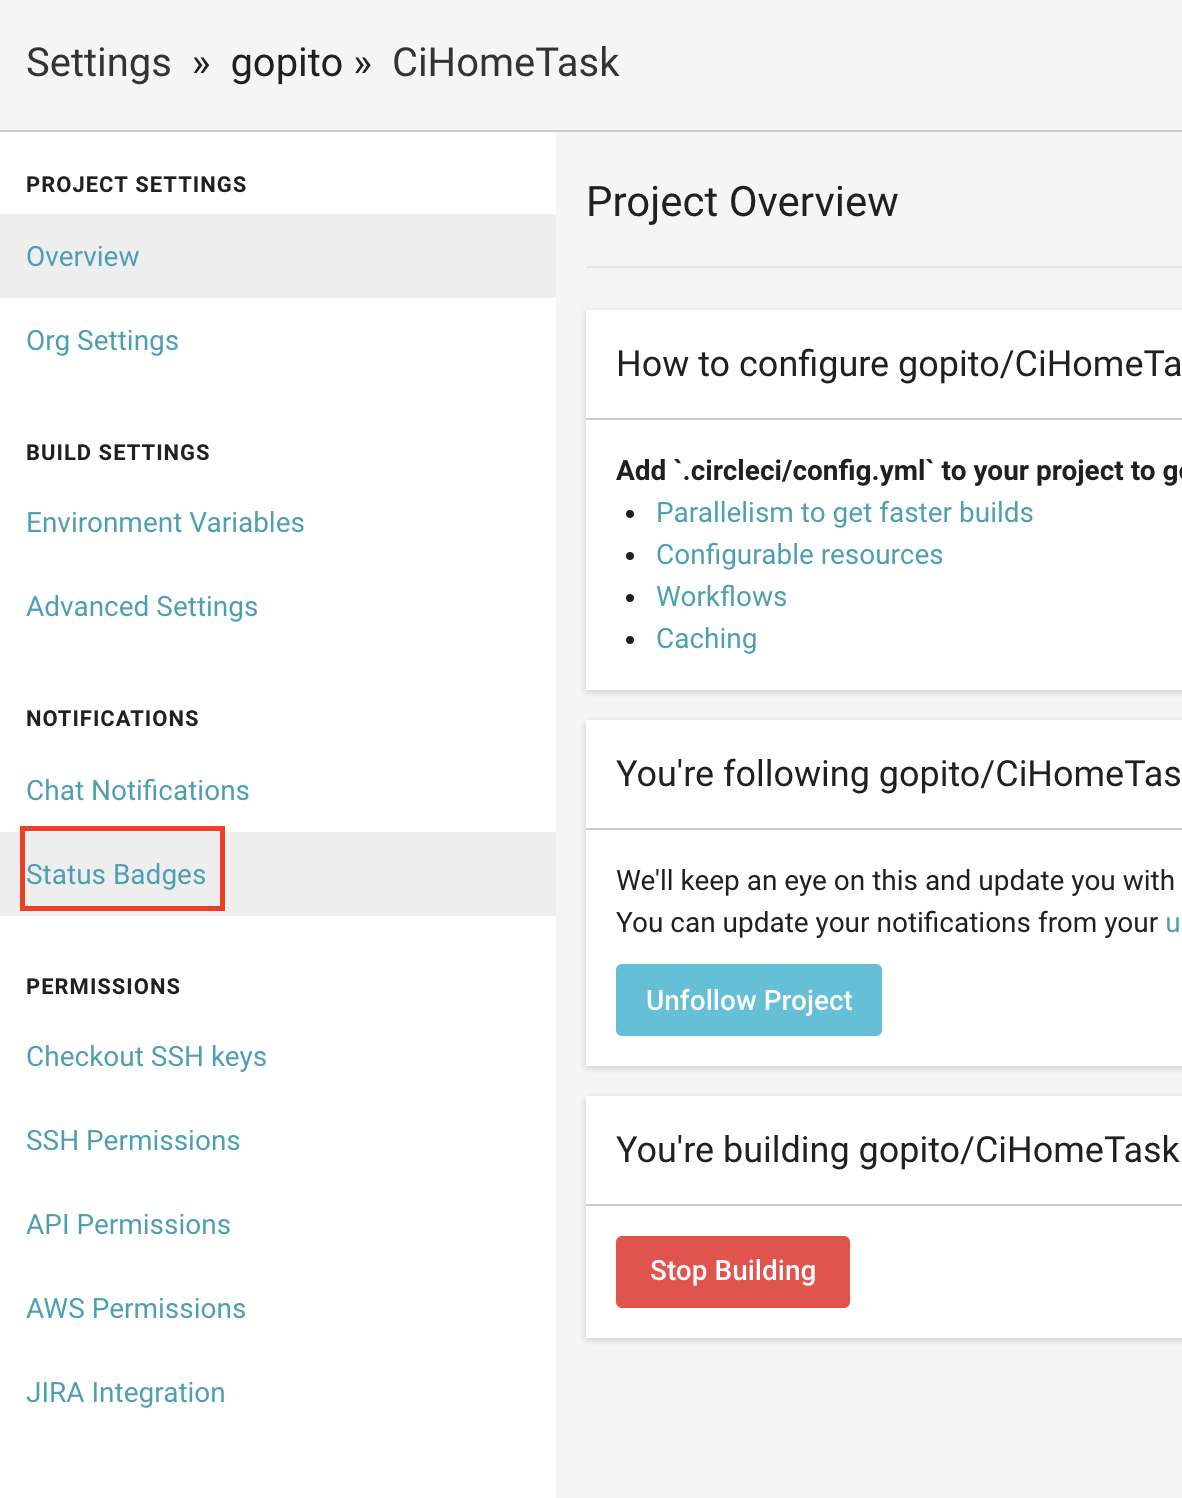 Settings » gopito » CiHomeTask
PROJECT SETTINGS
Overview
Org Settings
BUILD SETTINGS
Environment Variables
Advanced Settings
NOTIFICATIONS
Chat Notifications
Status Badges
PERMISSIONS
Checkout SSH keys
SSH Permissions
API Permissions
AWS Permissions
JIRA Integration
Project Overview
How to configure gopito/CiHomeTa
Add `.circleci/config.yml` to your project to g
• Parallelism to get faster builds
• Configurable resources
• Workflows
• Caching
You're following gopito/CiHomeTas
We'll keep an eye on this and update you with
You can update your notifications from your u
Unfollow Project
You're building gopito/CiHomeTask
Stop Building